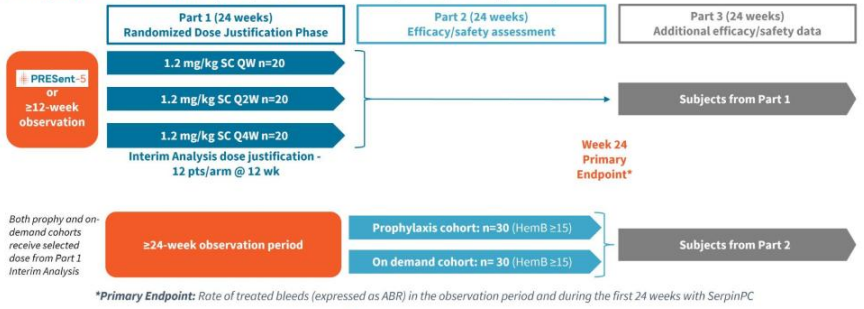 Part 1 (24 weeks)
Randomized Dose Justification Phase
Part 2 (24 weeks)
Efficacy/safety assessment
Part 3 (24 weeks)
Additional efficacy/safety data
PRESent-5
or
≥12-week
observation
1.2 mg/kg SC QW n=20
1.2 mg/kg SC Q2W n=20
1.2 mg/kg SC Q4W n=20
Interim Analysis dose justification -
12 pts/arm @ 12 wk
Subjects from Part 1
Week 24
Primary
Endpoint*
Both prophy and on-
demand cohorts
receive selected
dose from Part 1
Interim Analysis
≥24-week observation period
Prophylaxis cohort: n=30 (HemB ≥15)
On demand cohort: n= 30 (HemB ≥15)
Subjects from Part 2
*Primary Endpoint: Rate of treated bleeds (expressed as ABR) in the observation period and during the first 24 weeks with SerpinPC